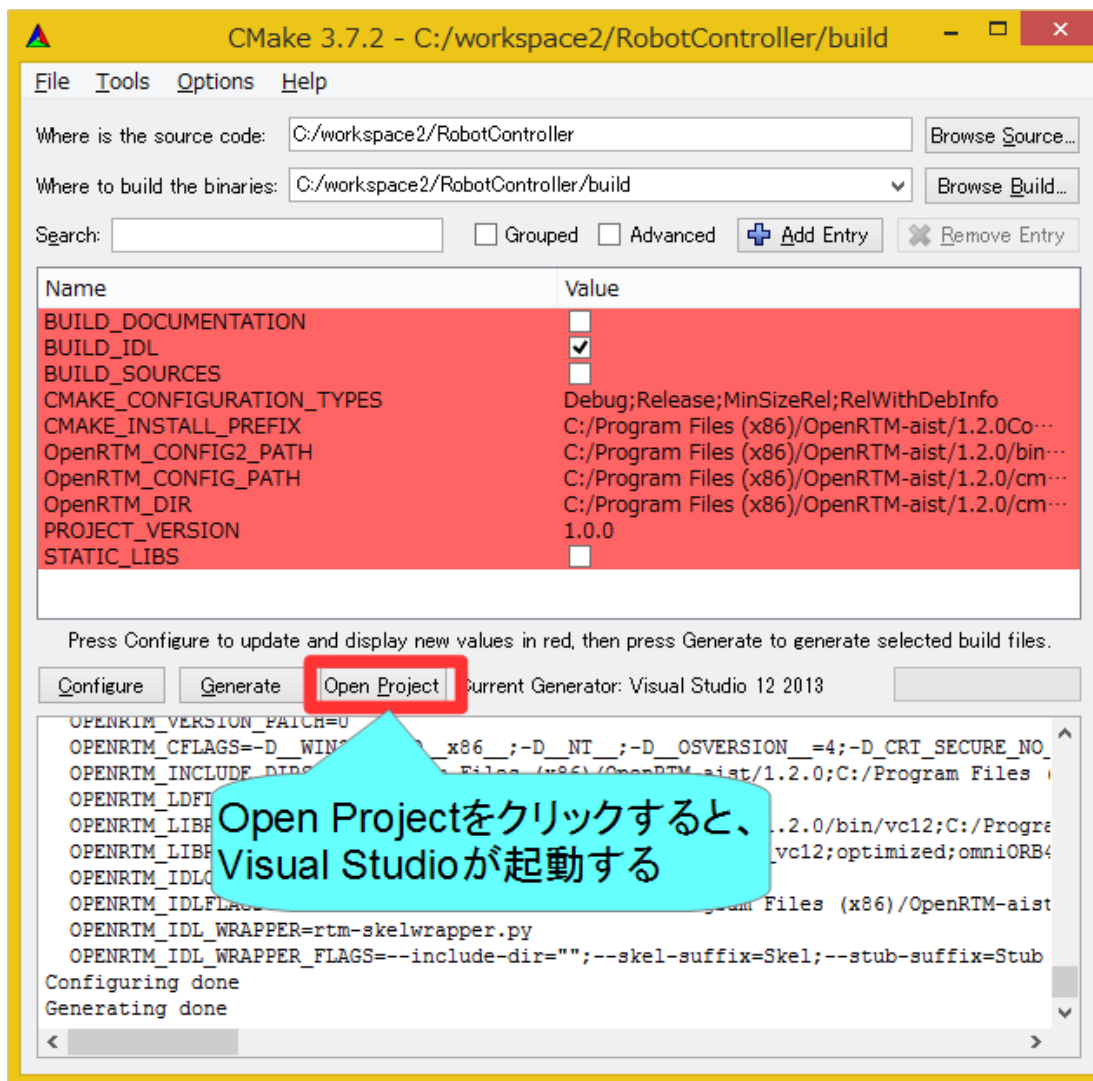 CMake 3.7.2 - C:/workspace2/RobotController/build
File Tools Options Help
Where is the source code: C:/workspace2/RobotController Browse Source...
Where to build the binaries: C:/workspace2/RobotController/build Browse Build...
Search: Grouped Advanced Add Entry Remove Entry
Name Value
BUILD_DOCUMENTATION
BUILD_IDL
BUILD_SOURCES
CMAKE_CONFIGURATION_TYPES Debug;Release;MinSizeRel;RelWithDebInfo
CMAKE_INSTALL_PREFIX C:/Program Files (x86)/OpenRTM-aist/1.2.0Co…
OpenRTM_CONFIG2_PATH C:/Program Files (x86)/OpenRTM-aist/1.2.0/bin…
OpenRTM_CONFIG_PATH C:/Program Files (x86)/OpenRTM-aist/1.2.0/cm…
OpenRTM_DIR C:/Program Files (x86)/OpenRTM-aist/1.2.0/cm…
PROJECT_VERSION 1.0.0
STATIC_LIBS
Press Configure to update and display new values in red, then press Generate to generate selected build files.
Configure Generate Open Project Current Generator: Visual Studio 12 2013
OPENRTM_VERSION_PATCH=0
OPENRTM_CFLAGS=-D__WIN x86__;-D__NT__;-D__OSVERSION__=4;-D_CRT_SECURE_NO_
OPENRTM_INCLUDE_DIRS Files (x86)/OpenRTM-aist/1.2.0;C:/Program Files (
OPENRTM_LDF
OPENRTM_LIB .2.0/bin/vc12;C:/Progra
OPENRTM_LIB vc12;optimized;omniORB4
OPENRTM_IDLC
OPENRTM_IDLFLAGS Files (x86)/OpenRTM-aist
OPENRTM_IDL_WRAPPER=rtm-skelwrapper.py
OPENRTM_IDL_WRAPPER_FLAGS=--include-dir="";--skel-suffix=Skel;--stub-suffix=Stub
Configuring done
Generating done
Open Projectをクリックすると、
Visual Studioが起動する